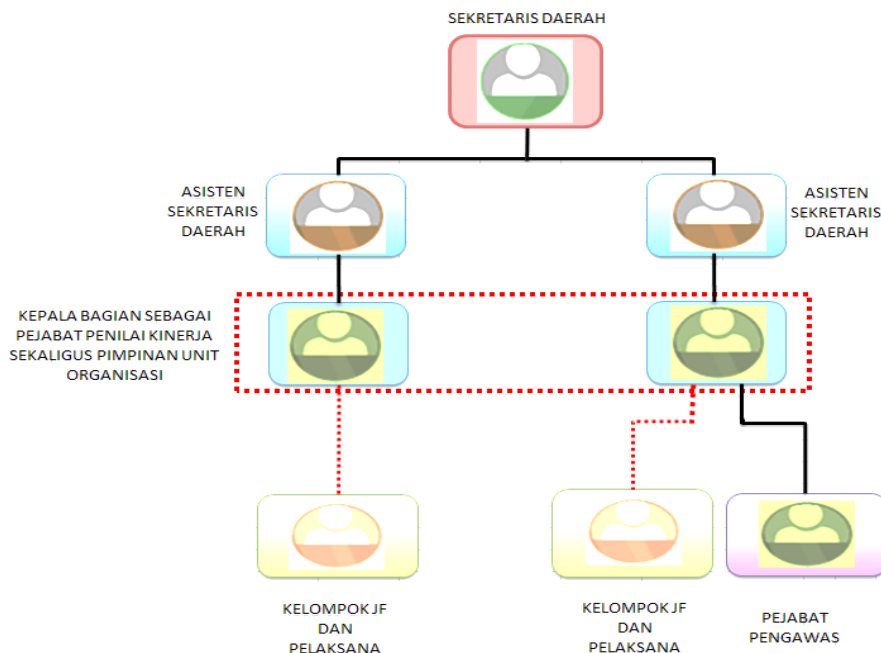 SEKRETARIS DAERAH
ASISTEN
SEKRETARIS
DAERAH
ASISTEN
SEKRETARIS
DAERAH
KEPALA BAGIAN SEBAGAI
PEJABAT PENILAI KINERJA
SEKALIGUS PIMPINAN UNIT
ORGANISASI
KELOMPOK JF
DAN
PELAKSANA
KELOMPOK JF
DAN
PELAKSANA
PEJABAT
PENGAWAS